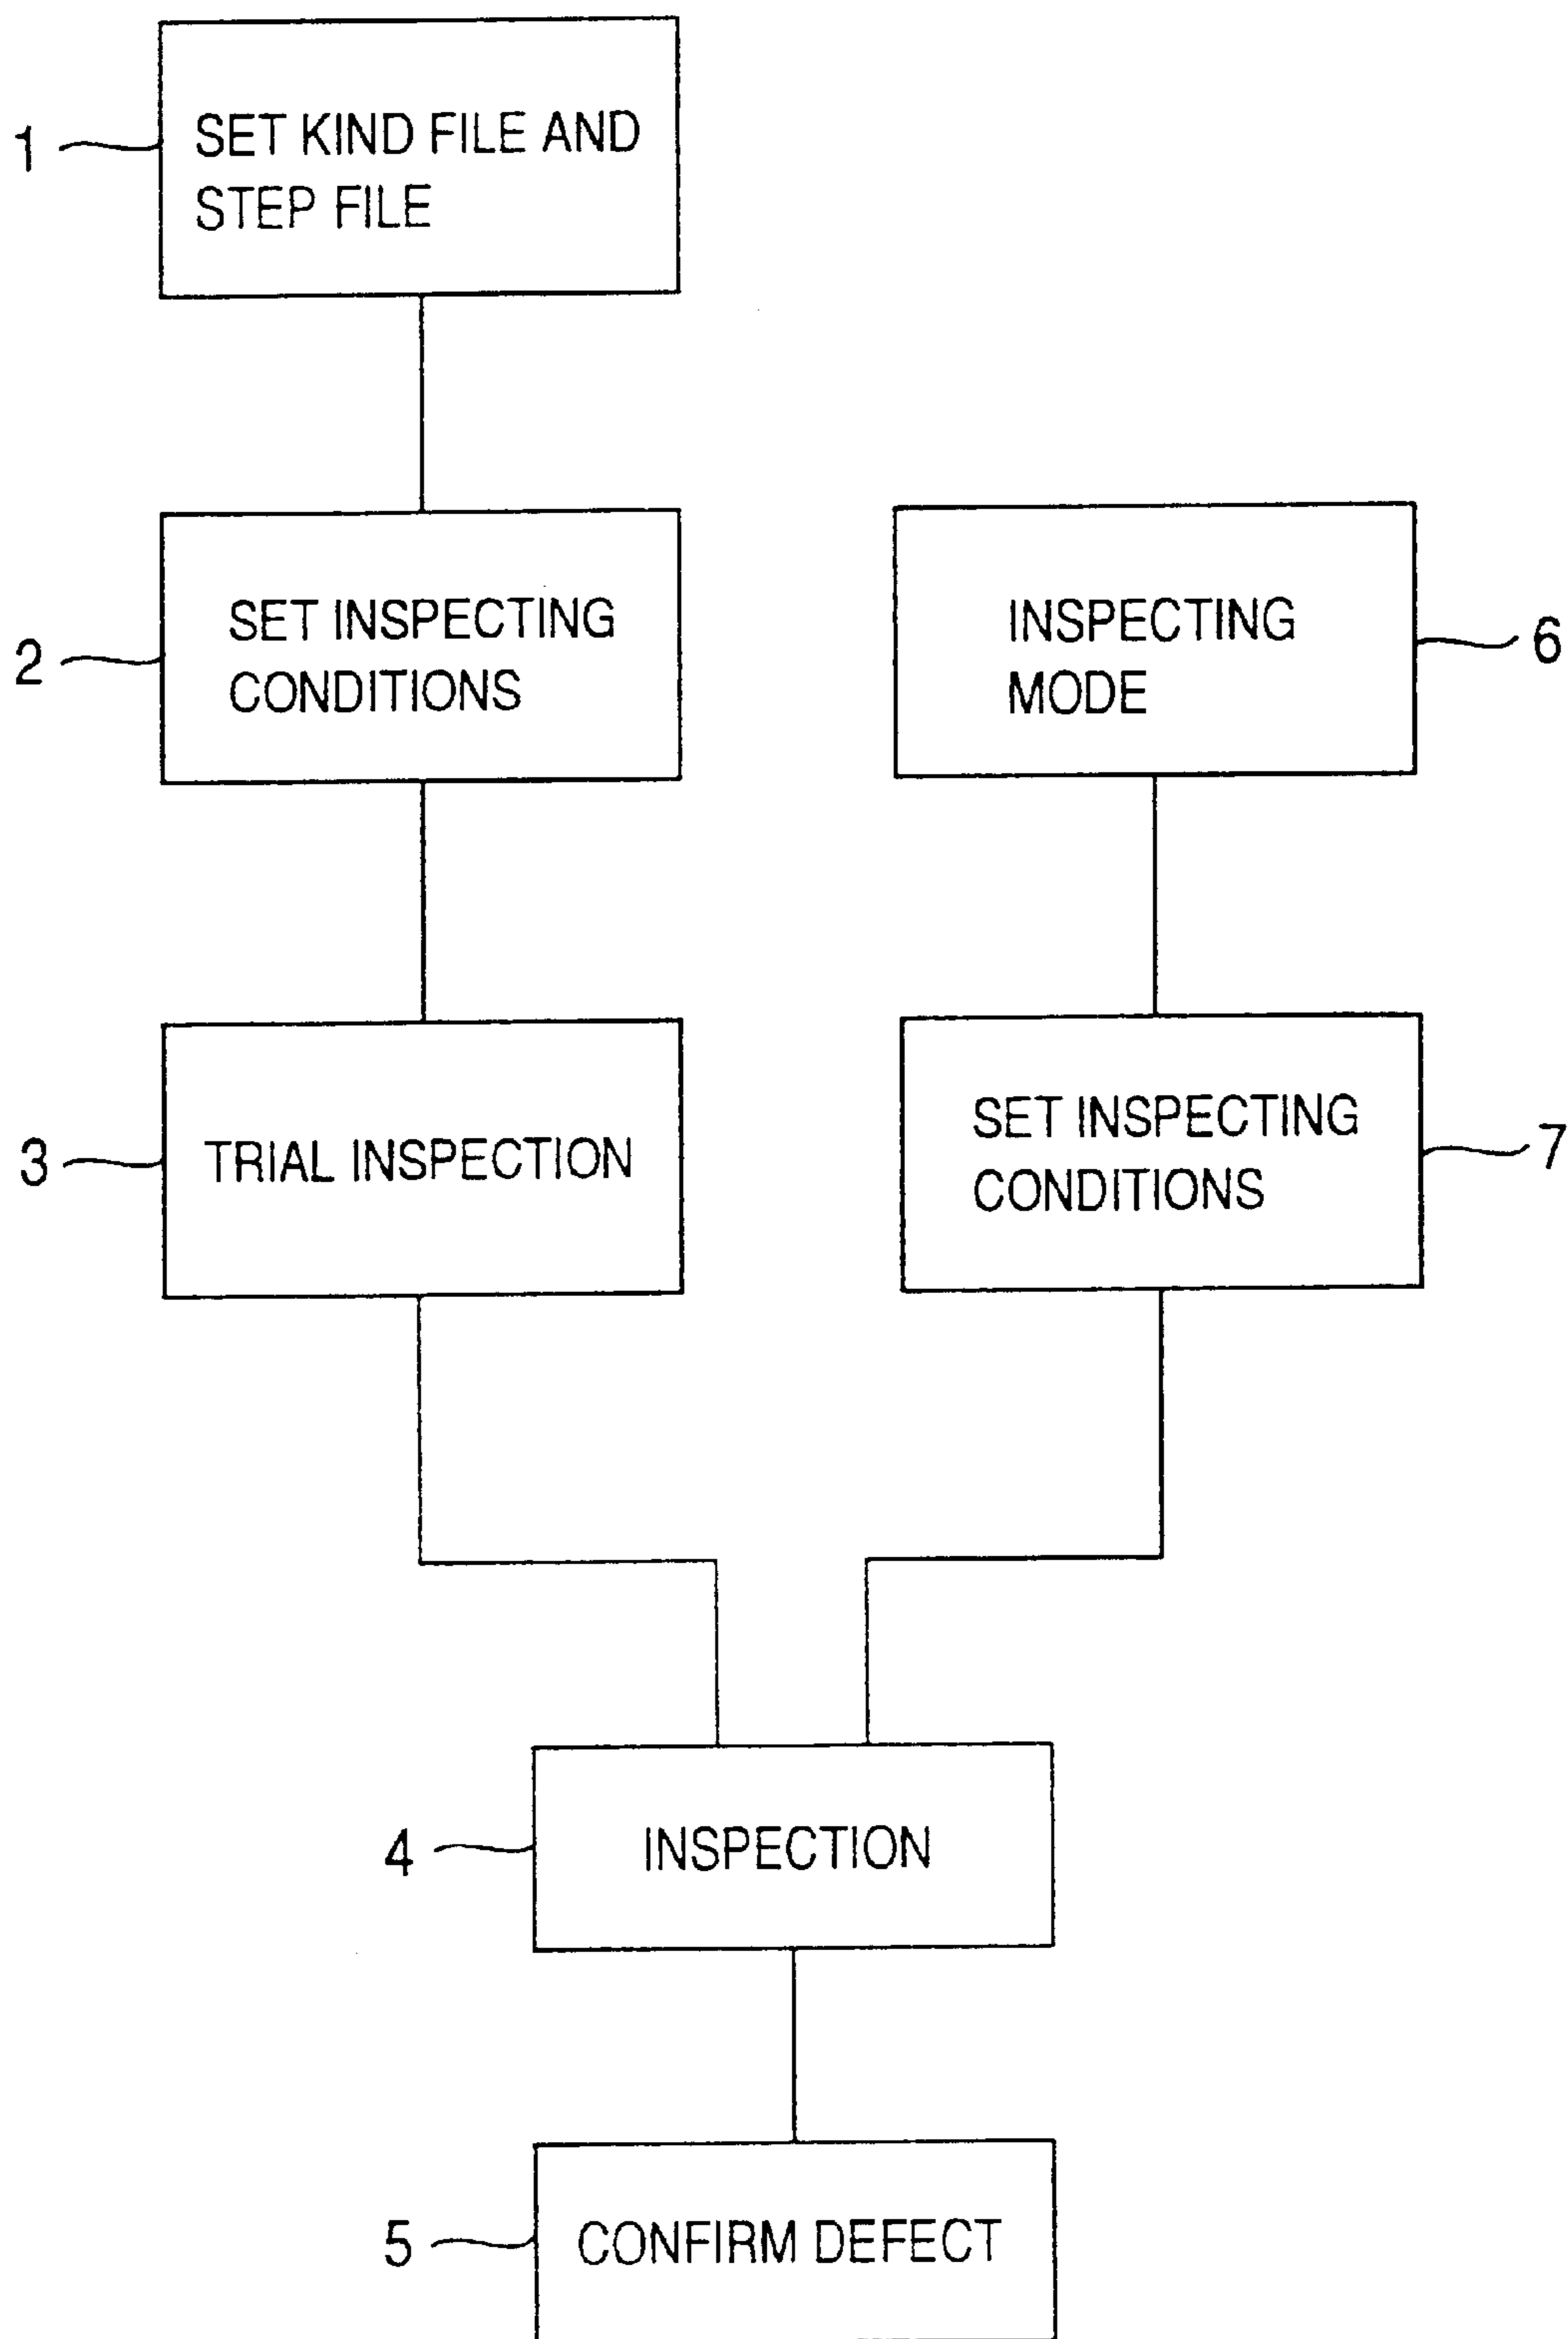 1
SET KIND FILE AND
STEP FILE
2
SET INSPECTING
CONDITIONS
INSPECTING
MODE
6
3
TRIAL INSPECTION
SET INSPECTING
CONDITIONS
7
4
INSPECTION
5
CONFIRM DEFECT